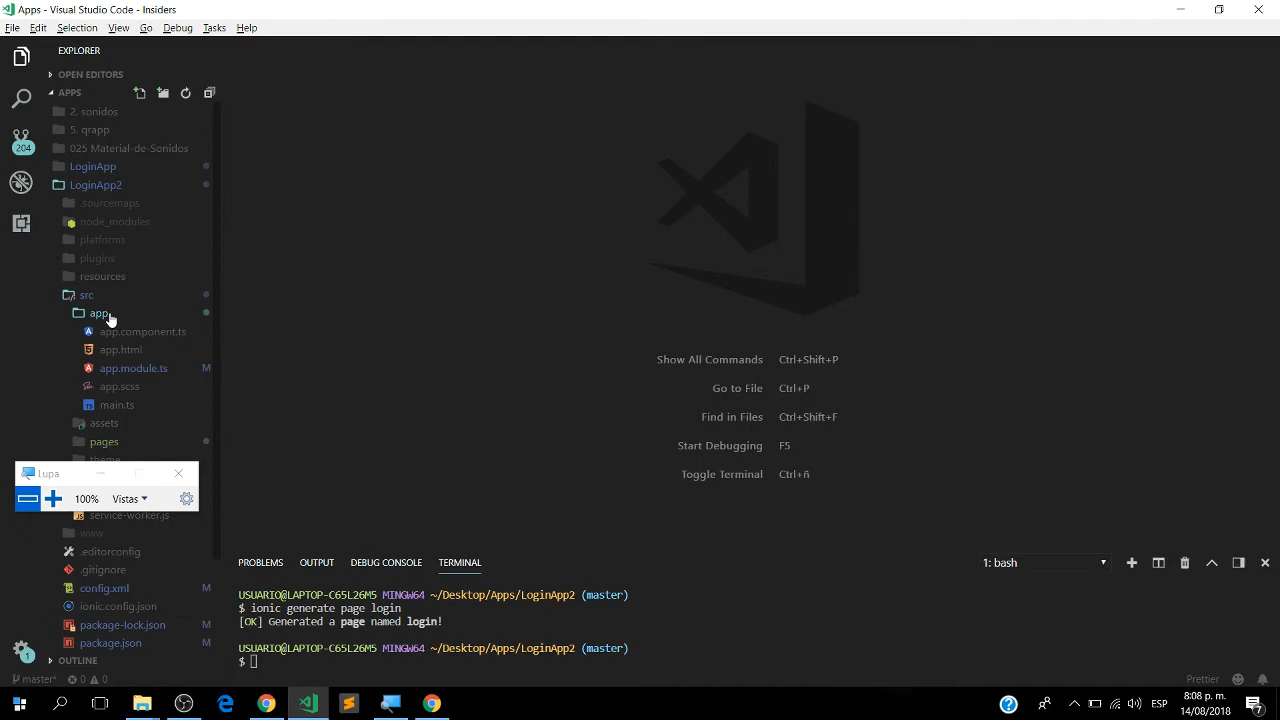 Apps - Visual Studio Code - Insiders
File Edit Selection View Go Debug Tasks Help
EXPLORER
OPEN EDITORS
APPS
2. sonidos
5. qrapp
025 Material-de-Sonidos
LoginApp
204
LoginApp2
.sourcemaps
node_modules
platforms
plugins
resources
src
app
app.component.ts
app.html
app.module.ts M
app.scss
main.ts
assets
pages
theme
Lupa
100% Vistas
service-worker.js
www
.editorconfig
.gitignore
config.xml M
ionic.config.json
package-lock.json M
package.json M
OUTLINE
1
master* 0 0
Show All Commands Ctrl+Shift+P
Go to File Ctrl+P
Find in Files Ctrl+Shift+F
Start Debugging F5
Toggle Terminal Ctrl+ñ
PROBLEMS OUTPUT DEBUG CONSOLE TERMINAL 1: bash
USUARIO@LAPTOP-C65L26M5 MINGW64 ~/Desktop/Apps/LoginApp2 (master)
$ ionic generate page login
[OK] Generated a page named login!
USUARIO@LAPTOP-C65L26M5 MINGW64 ~/Desktop/Apps/LoginApp2 (master)
$
Prettier
ESP
8:08 p. m.
14/08/2018
7